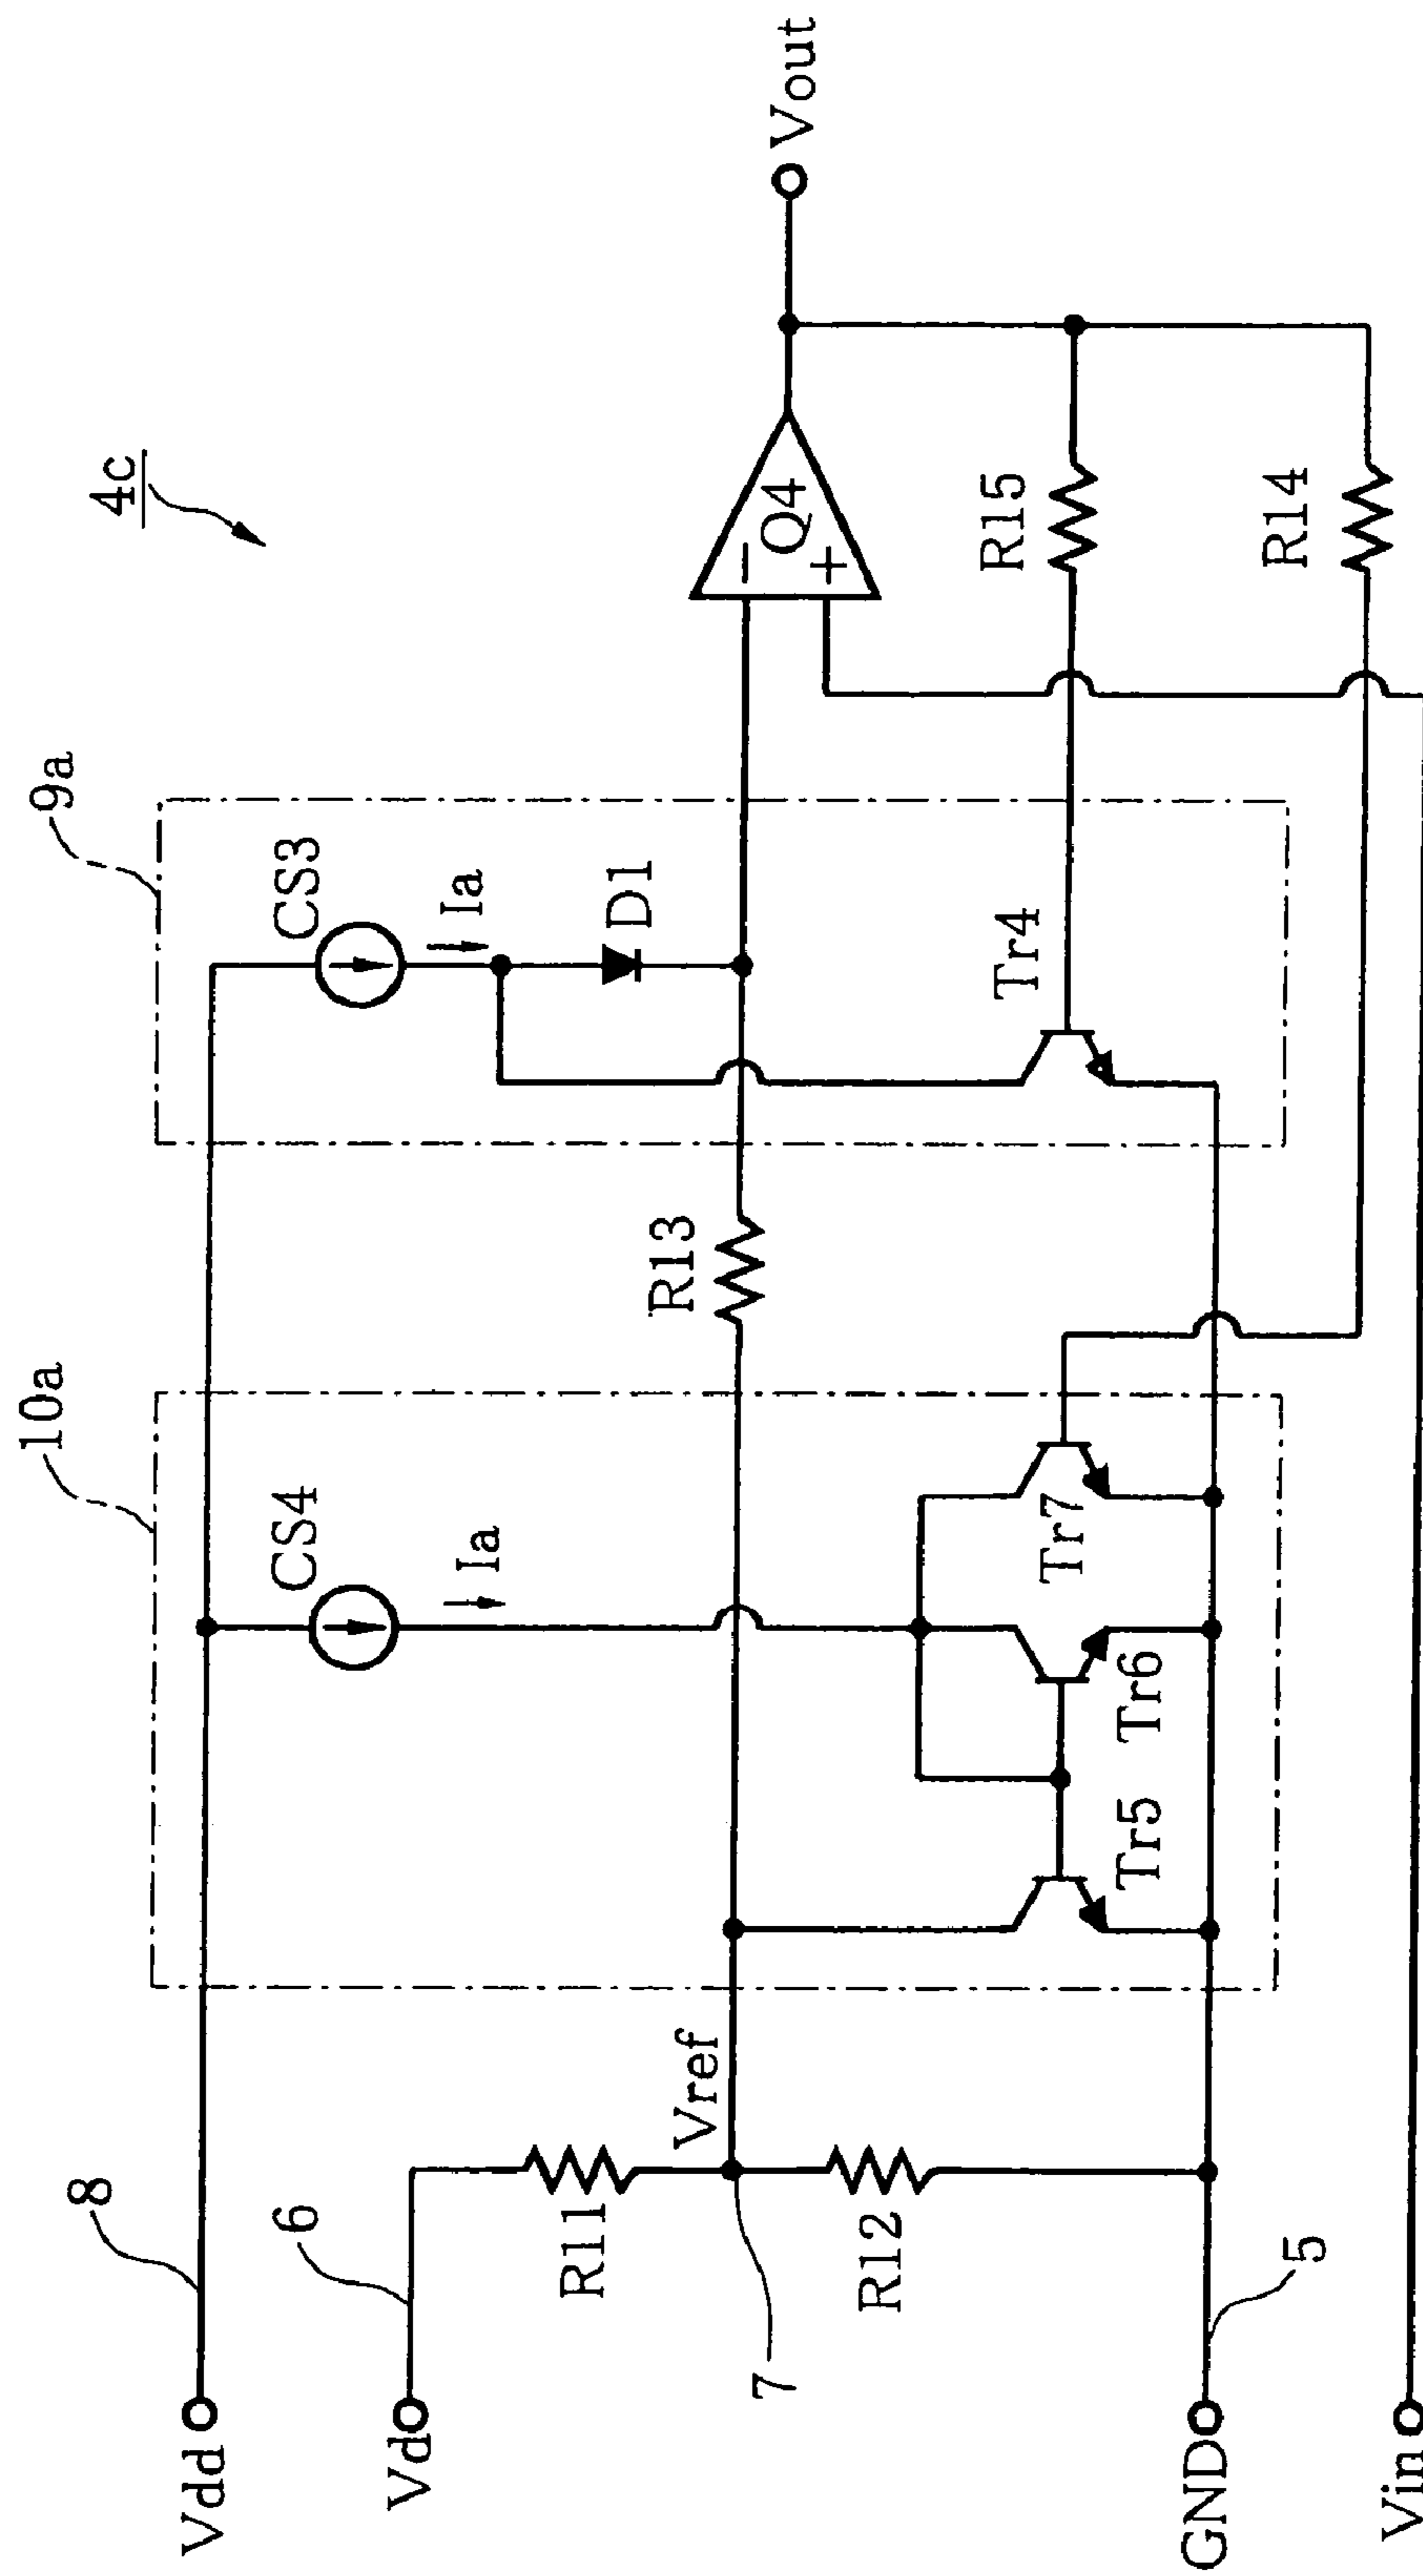 4c
10a
9a
8
Vdd
CS4
CS3
Ia
Ia
6
Vd
R11
Vref
R13
D1
7
R12
Q4
−
+
Vout
Tr5
Tr6
Tr7
Tr4
R15
GND
5
R14
Vin